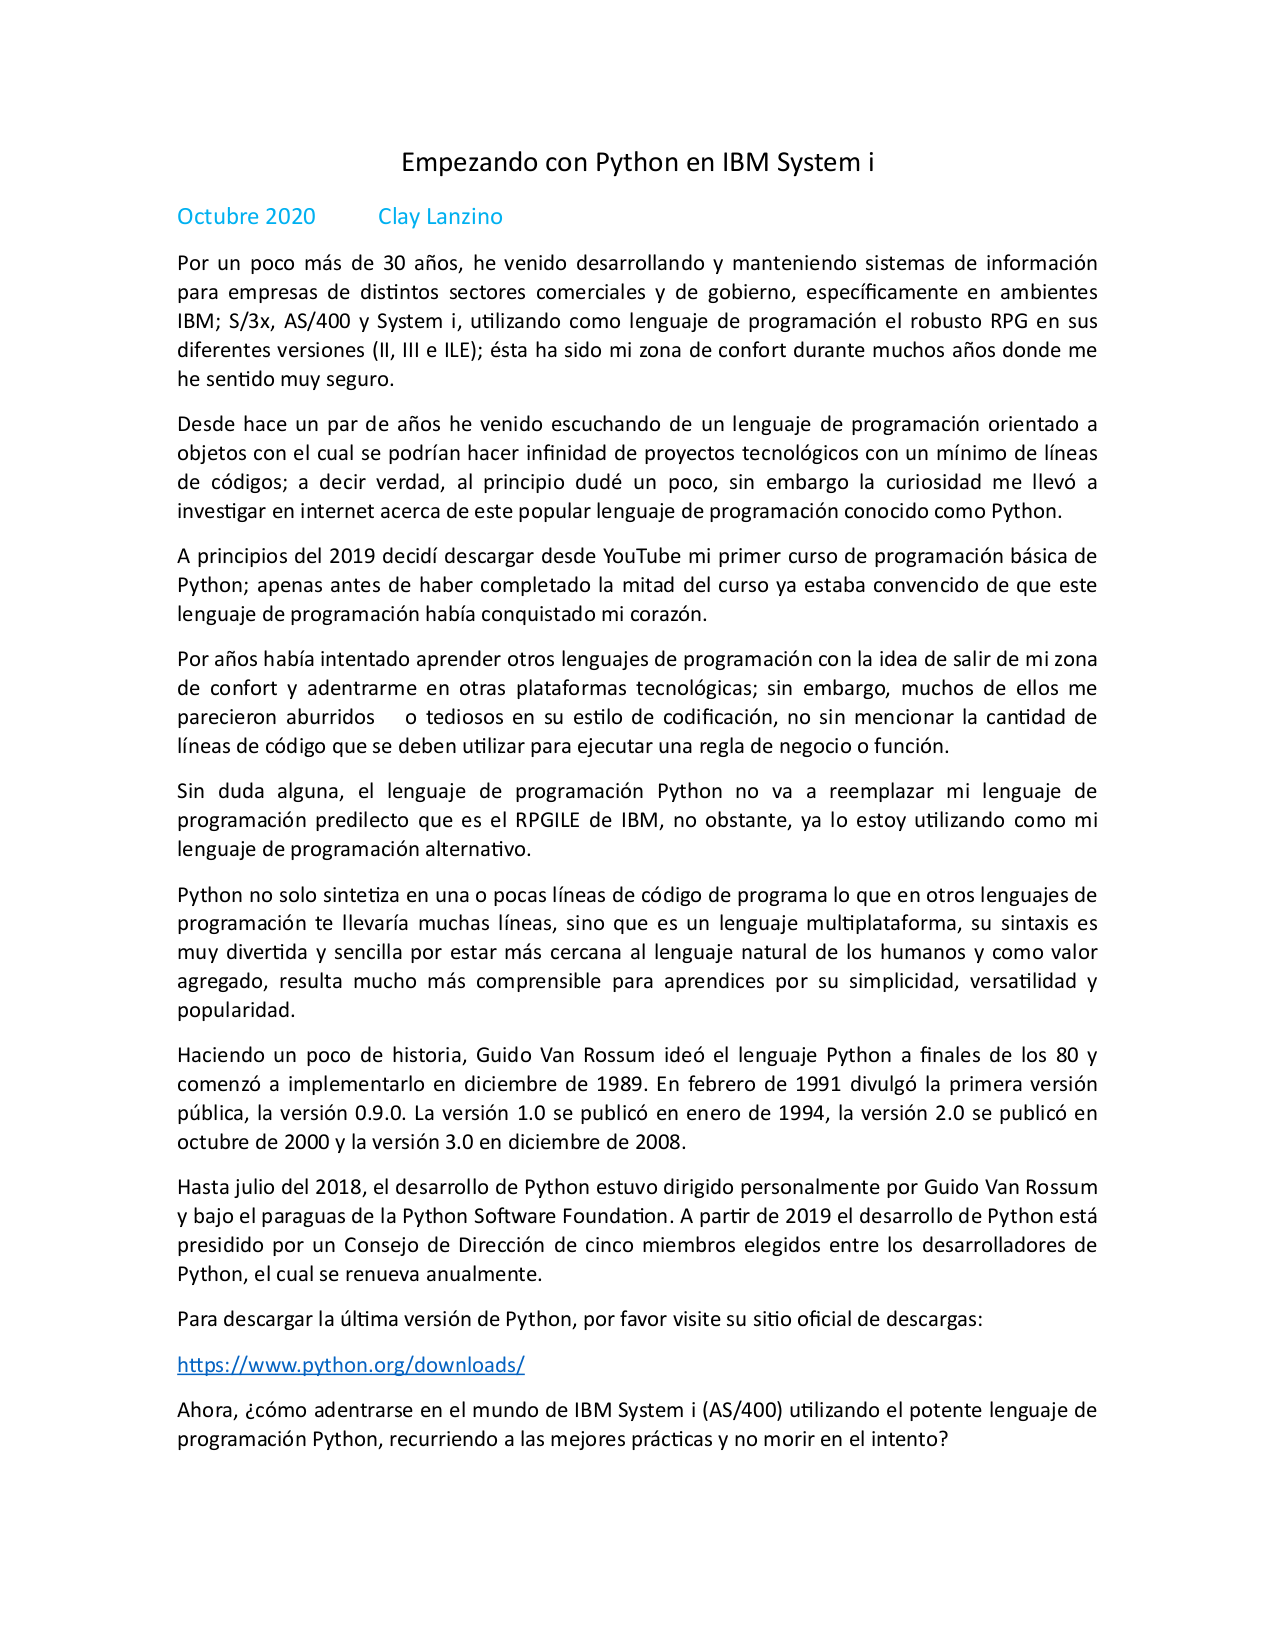 Empezando con Python en IBM System i
Octubre 2020 Clay Lanzino
Por un poco más de 30 años, he venido desarrollando y manteniendo sistemas de información
para empresas de distintos sectores comerciales y de gobierno, específicamente en ambientes
IBM; S/3x, AS/400 y System i, utilizando como lenguaje de programación el robusto RPG en sus
diferentes versiones (II, III e ILE); ésta ha sido mi zona de confort durante muchos años donde me
he sentido muy seguro.
Desde hace un par de años he venido escuchando de un lenguaje de programación orientado a
objetos con el cual se podrían hacer infinidad de proyectos tecnológicos con un mínimo de líneas
de códigos; a decir verdad, al principio dudé un poco, sin embargo la curiosidad me llevó a
investigar en internet acerca de este popular lenguaje de programación conocido como Python.
A principios del 2019 decidí descargar desde YouTube mi primer curso de programación básica de
Python; apenas antes de haber completado la mitad del curso ya estaba convencido de que este
lenguaje de programación había conquistado mi corazón.
Por años había intentado aprender otros lenguajes de programación con la idea de salir de mi zona
de confort y adentrarme en otras plataformas tecnológicas; sin embargo, muchos de ellos me
parecieron aburridos o tediosos en su estilo de codificación, no sin mencionar la cantidad de
líneas de código que se deben utilizar para ejecutar una regla de negocio o función.
Sin duda alguna, el lenguaje de programación Python no va a reemplazar mi lenguaje de
programación predilecto que es el RPGILE de IBM, no obstante, ya lo estoy utilizando como mi
lenguaje de programación alternativo.
Python no solo sintetiza en una o pocas líneas de código de programa lo que en otros lenguajes de
programación te llevaría muchas líneas, sino que es un lenguaje multiplataforma, su sintaxis es
muy divertida y sencilla por estar más cercana al lenguaje natural de los humanos y como valor
agregado, resulta mucho más comprensible para aprendices por su simplicidad, versatilidad y
popularidad.
Haciendo un poco de historia, Guido Van Rossum ideó el lenguaje Python a finales de los 80 y
comenzó a implementarlo en diciembre de 1989. En febrero de 1991 divulgó la primera versión
pública, la versión 0.9.0. La versión 1.0 se publicó en enero de 1994, la versión 2.0 se publicó en
octubre de 2000 y la versión 3.0 en diciembre de 2008.
Hasta julio del 2018, el desarrollo de Python estuvo dirigido personalmente por Guido Van Rossum
y bajo el paraguas de la Python Software Foundation. A partir de 2019 el desarrollo de Python está
presidido por un Consejo de Dirección de cinco miembros elegidos entre los desarrolladores de
Python, el cual se renueva anualmente.
Para descargar la última versión de Python, por favor visite su sitio oficial de descargas:
https://www.python.org/downloads/
Ahora, ¿cómo adentrarse en el mundo de IBM System i (AS/400) utilizando el potente lenguaje de
programación Python, recurriendo a las mejores prácticas y no morir en el intento?